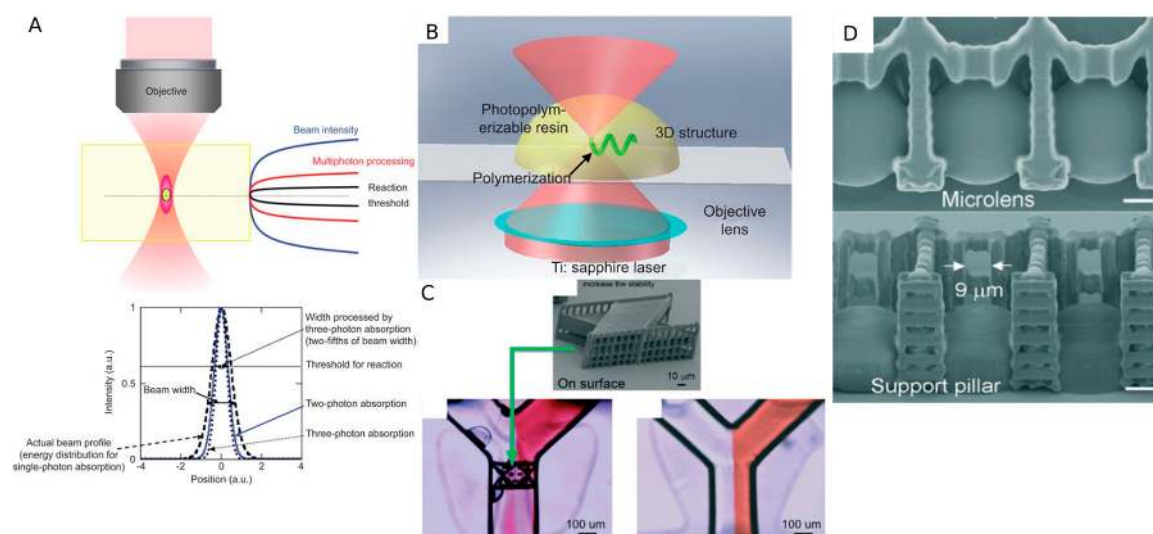 A
Objective
Beam intensity
Multiphoton processing
Reaction
threshold
Width processed by
three-photon absorption
(two-fifths of beam width).
Threshold for reaction
Beam width
Two-photon absorption
Three-photon absorption
Actual beam profile
(energy distribution for
single-photon absorption)
Intensity (a.u.)
1
0.5
0
-4
-2
0
2
4
Position (a.u.)
B
Photopolym-
erizable resin
3D structure
Polymerization
Objective
lens
Ti: sapphire laser
C
increase the stability
On surface
10 μm
100 um
100 um
D
Microlens
9 μm
Support pillar